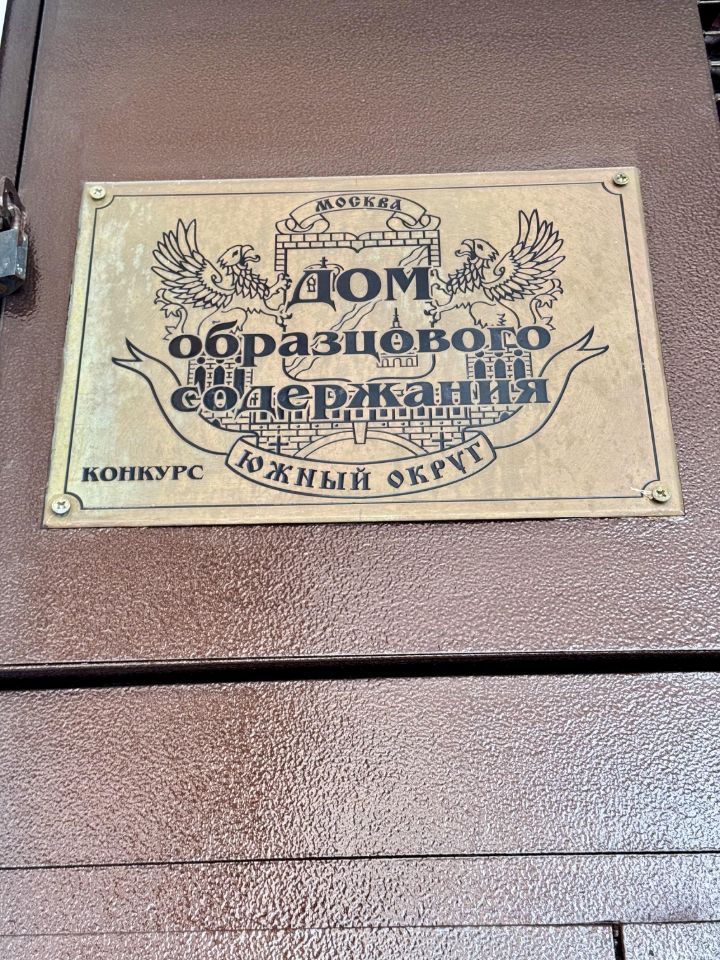 МОСКВА
ДОМ
образцового
содержания
ЮЖНЫЙ ОКРУГ
КОНКУРС